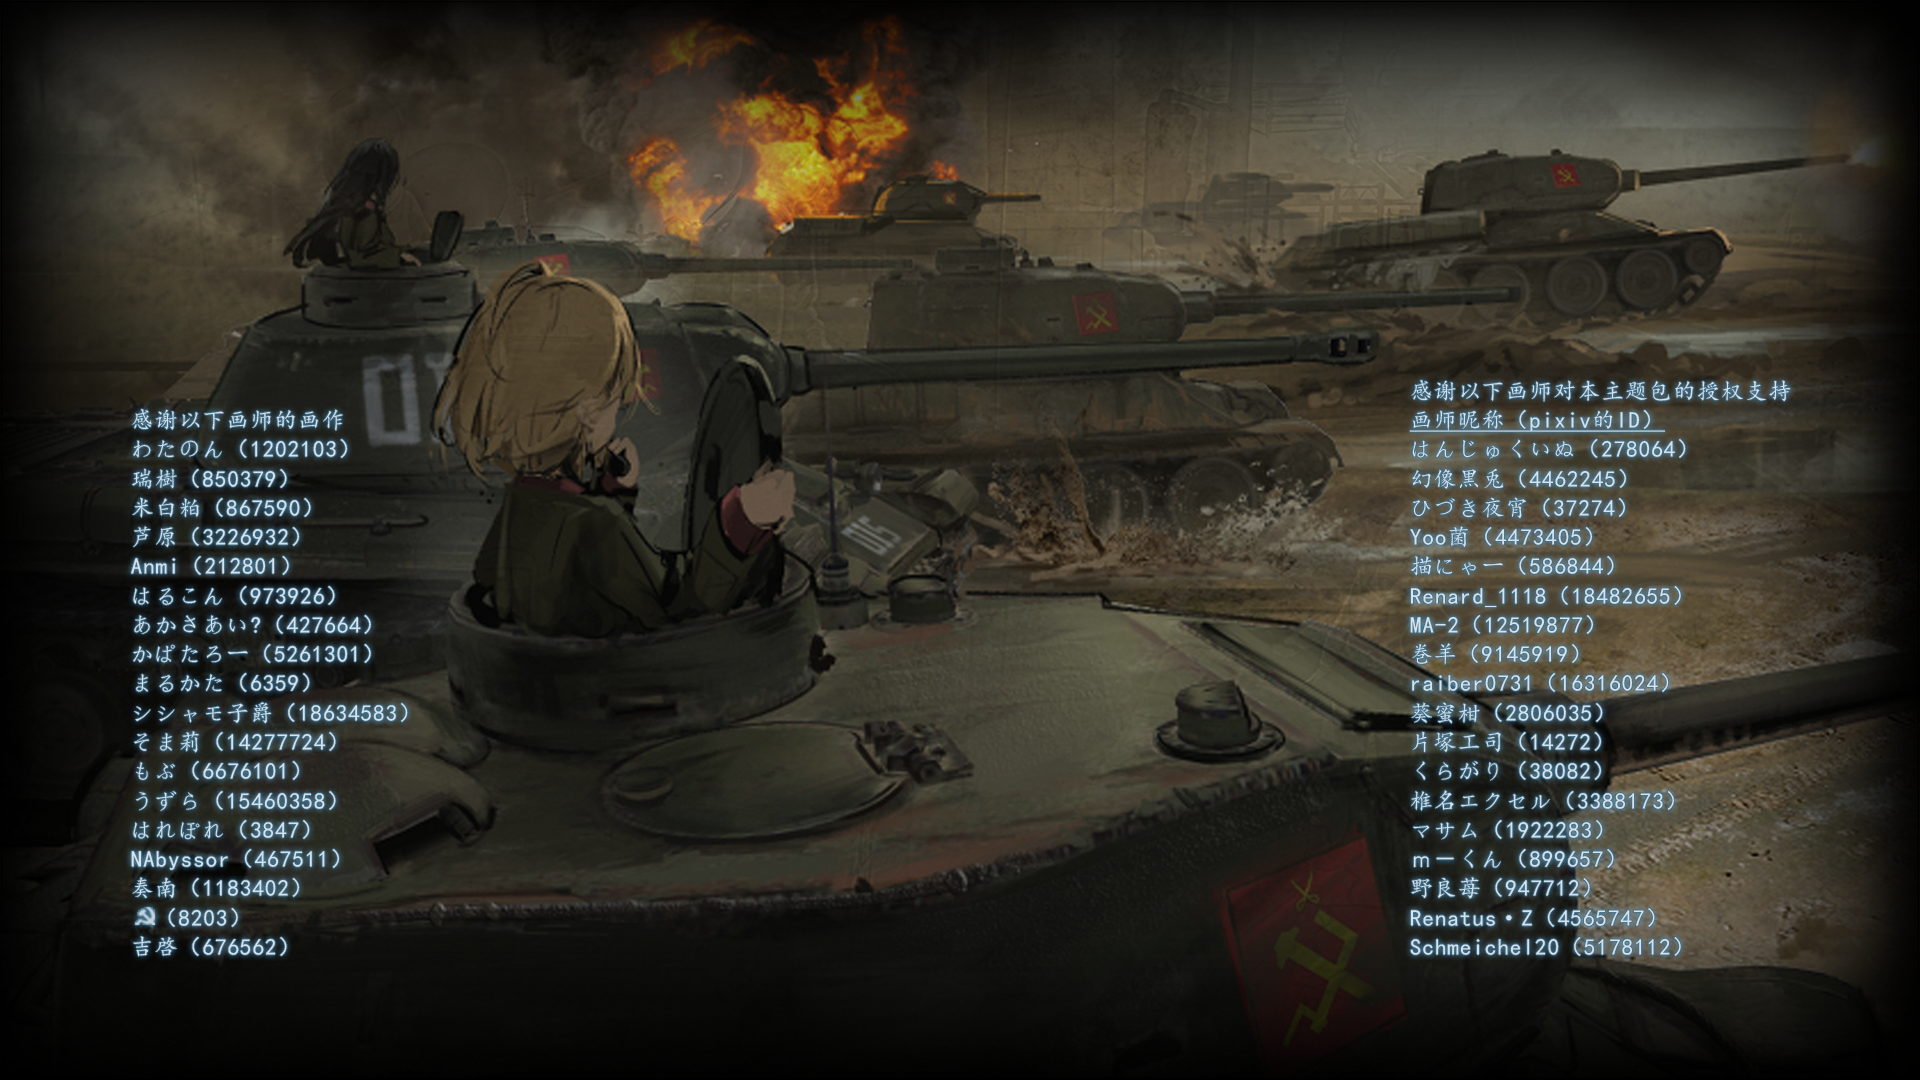 感谢以下画师的画作
わたのん (1202103)
瑞樹 (850379)
米白粕 (867590)
芦原 (3226932)
Anmi (212801)
はるこん (973926)
あかさあい? (427664)
かぱたろー (5261301)
まるかた (6359)
シシャモ子爵 (18634583)
そま莉 (14277724)
もぶ (6676101)
うずら (15460358)
はれぽれ (3847)
NAbyssor (467511)
奏南 (1183402)
☭ (8203)
吉啓 (676562)
感谢以下画师对本主题包的授权支持
画师昵称 (pixiv的ID)
はんじゅくいぬ (278064)
幻像黒兎 (4462245)
ひづき夜宵 (37274)
Yoo菌 (4473405)
描にゃー (586844)
Renard_1118 (18482655)
MA-2 (12519877)
巻羊 (9145919)
raiber0731 (16316024)
葵蜜柑 (2806035)
片塚工司 (14272)
くらがり (38082)
椎名エクセル (3388173)
マサム (1922283)
mーくん (899657)
野良苺 (947712)
Renatus・Z (4565747)
Schmeichel20 (5178112)